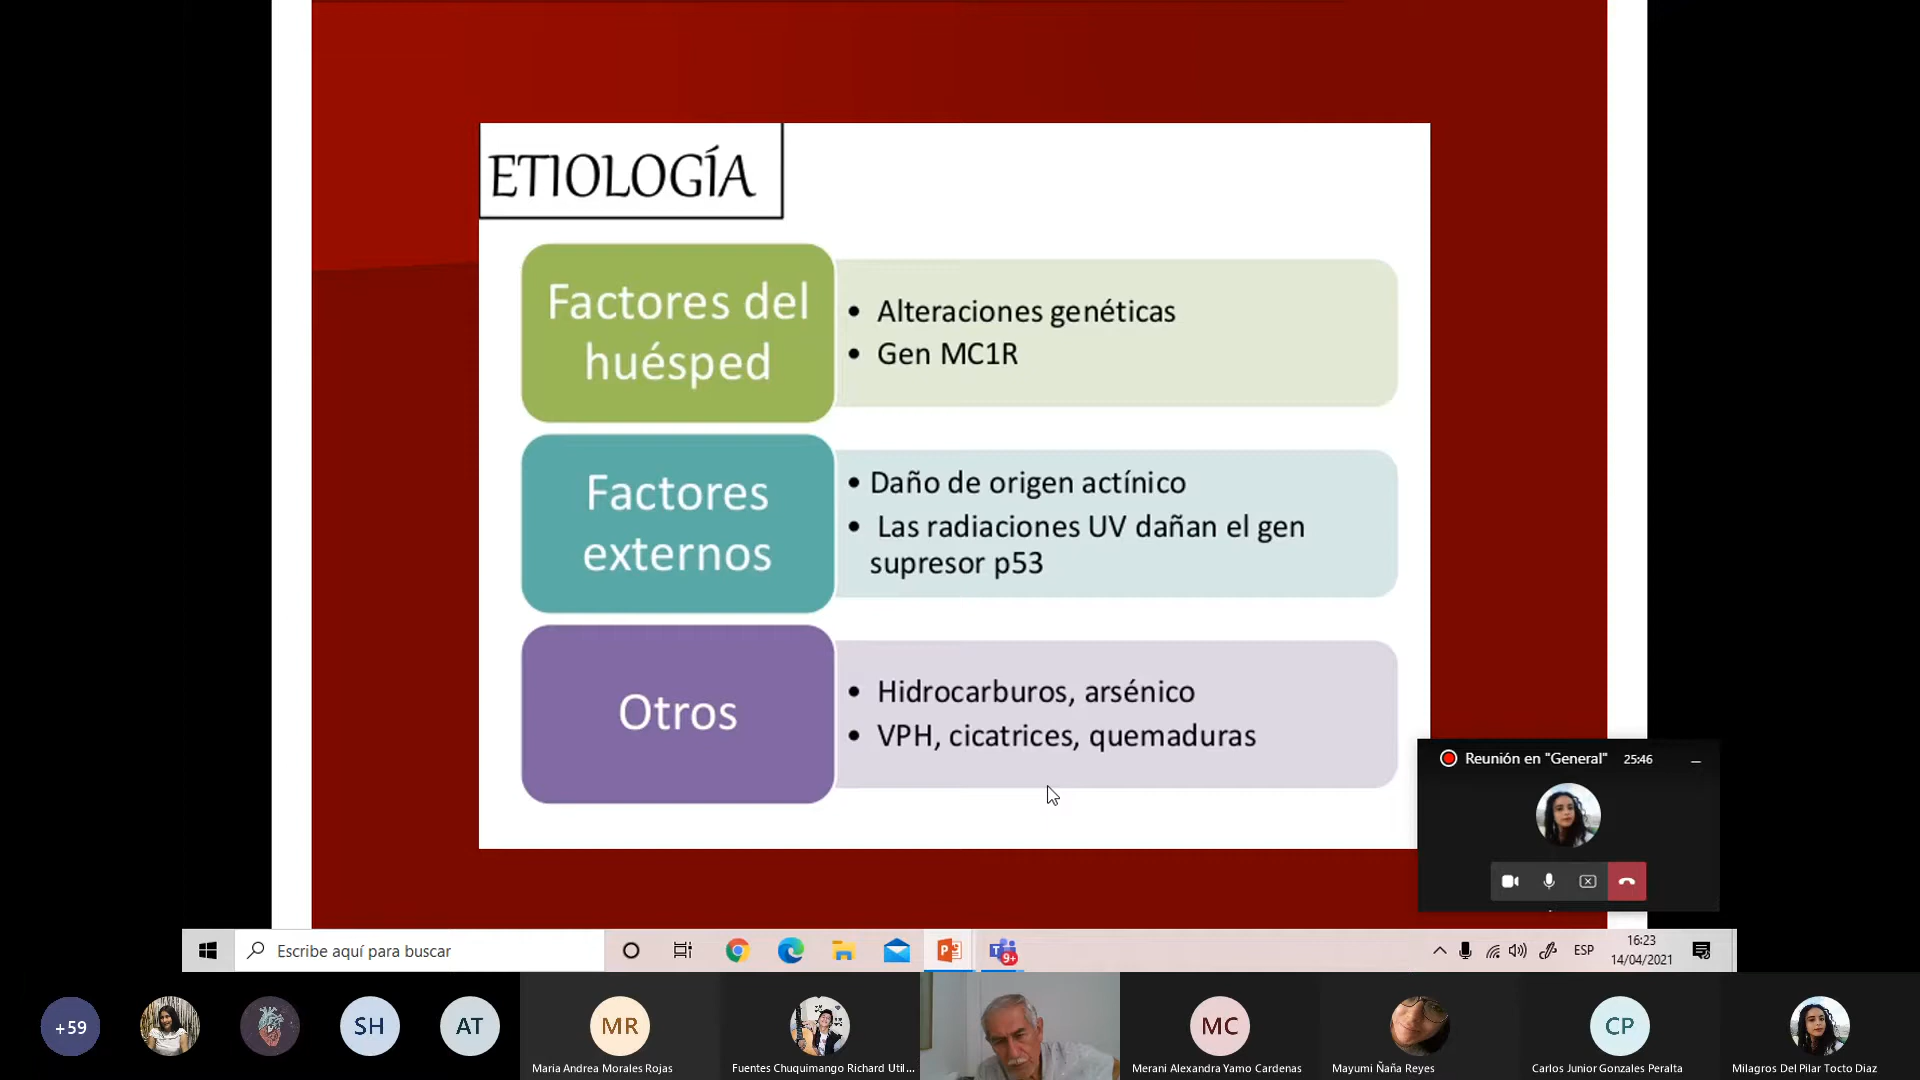 ETIOLOGÍA
Factores del
huésped
• Alteraciones genéticas
• Gen MC1R
Factores
externos
• Daño de origen actínico
• Las radiaciones UV dañan el gen
supresor p53
Otros
• Hidrocarburos, arsénico
• VPH, cicatrices, quemaduras
Reunión en "General" 25:46
Escribe aquí para buscar
9+
ESP
16:23
14/04/2021
+59
SH
AT
MR
Maria Andrea Morales Rojas
Fuentes Chuquimango Richard Util...
MC
Merani Alexandra Yamo Cardenas
Mayumi Ñaña Reyes
CP
Carlos Junior Gonzales Peralta
Milagros Del Pilar Tocto Diaz